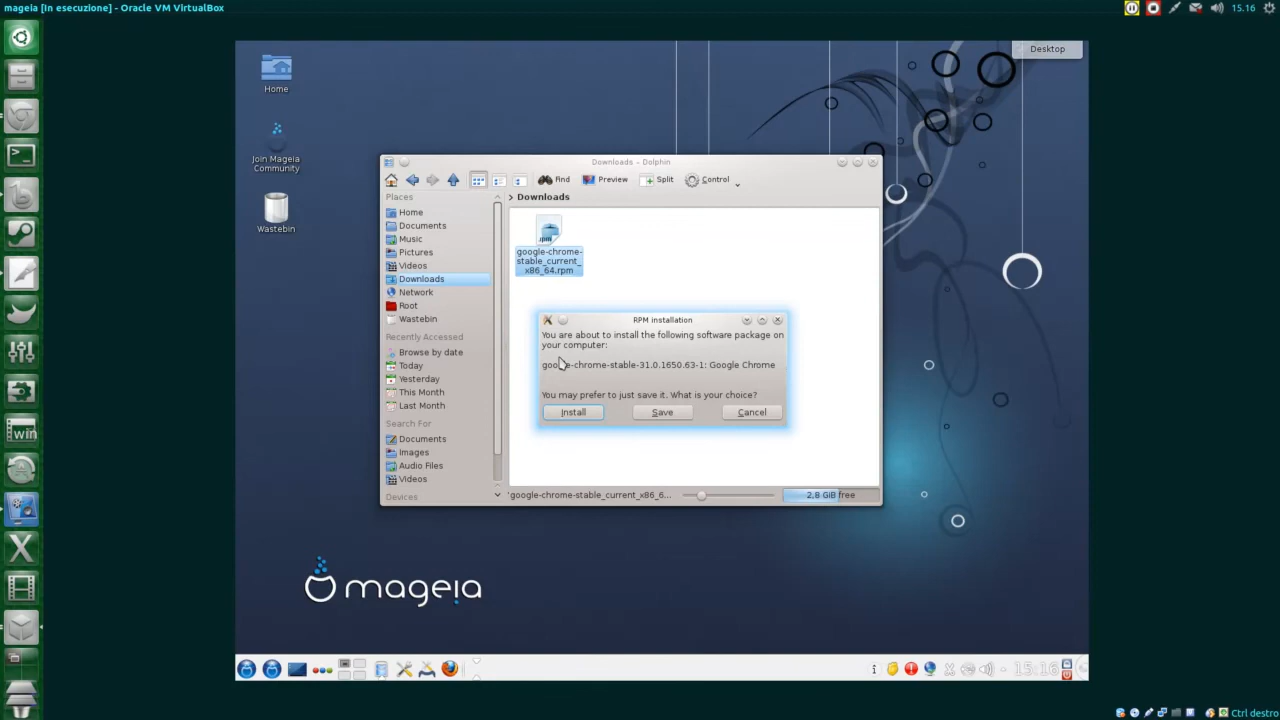 mageia [In esecuzione] - Oracle VM VirtualBox
15.16
Desktop
Home
Join Mageia
Community
Wastebin
Downloads - Dolphin
Find
Preview
Split
Control
Places
> Downloads
Home
Documents
Music
Pictures
Videos
Downloads
Network
Root
Wastebin
Recently Accessed
Browse by date
Today
Yesterday
This Month
Last Month
Search For
Documents
Images
Audio Files
Videos
Devices
rpm
google-chrome-
stable_current_
x86_64.rpm
RPM installation
You are about to install the following software package on
your computer:
google-chrome-stable-31.0.1650.63-1: Google Chrome
You may prefer to just save it. What is your choice?
Install
Save
Cancel
'google-chrome-stable_current_x86_6...
2,8 GiB free
mageia
win
15:16
Ctrl destro